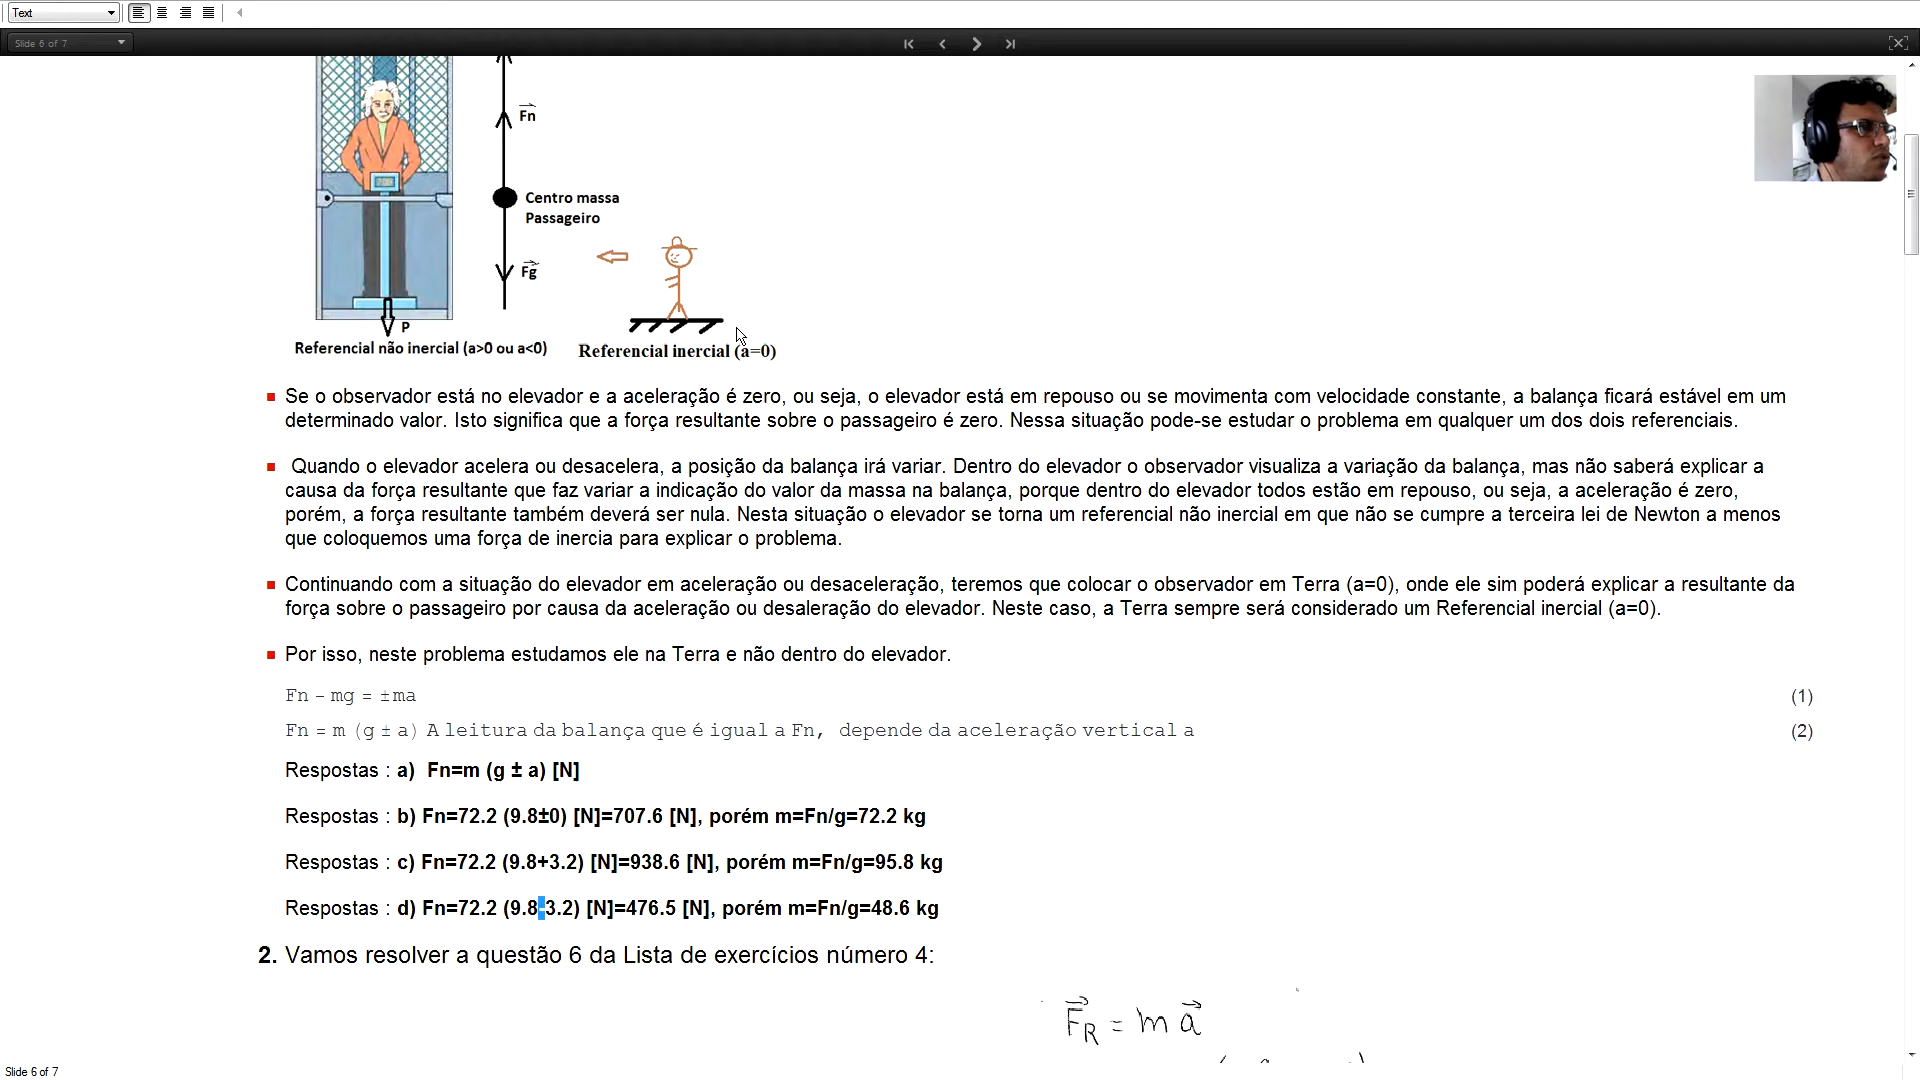 Text
Slide 6 of 7
Fn
Centro massa
Passageiro
Fg
P
Referencial não inercial (a>0 ou a<0)
Referencial inercial (a=0)
Se o observador está no elevador e a aceleração é zero, ou seja, o elevador está em repouso ou se movimenta com velocidade constante, a balança ficará estável em um
determinado valor. Isto significa que a força resultante sobre o passageiro é zero. Nessa situação pode-se estudar o problema em qualquer um dos dois referenciais.
Quando o elevador acelera ou desacelera, a posição da balança irá variar. Dentro do elevador o observador visualiza a variação da balança, mas não saberá explicar a
causa da força resultante que faz variar a indicação do valor da massa na balança, porque dentro do elevador todos estão em repouso, ou seja, a aceleração é zero,
porém, a força resultante também deverá ser nula. Nesta situação o elevador se torna um referencial não inercial em que não se cumpre a terceira lei de Newton a menos
que coloquemos uma força de inercia para explicar o problema.
Continuando com a situação do elevador em aceleração ou desaceleração, teremos que colocar o observador em Terra (a=0), onde ele sim poderá explicar a resultante da
força sobre o passageiro por causa da aceleração ou desaleração do elevador. Neste caso, a Terra sempre será considerado um Referencial inercial (a=0).
Por isso, neste problema estudamos ele na Terra e não dentro do elevador.
Fn - mg = ±ma (1)
Fn = m (g ± a) A leitura da balança que é igual a Fn, depende da aceleração vertical a (2)
Respostas : a) Fn=m (g ± a) [N]
Respostas : b) Fn=72.2 (9.8±0) [N]=707.6 [N], porém m=Fn/g=72.2 kg
Respostas : c) Fn=72.2 (9.8+3.2) [N]=938.6 [N], porém m=Fn/g=95.8 kg
Respostas : d) Fn=72.2 (9.8-3.2) [N]=476.5 [N], porém m=Fn/g=48.6 kg
2. Vamos resolver a questão 6 da Lista de exercícios número 4:
F⃗R = m a⃗
Slide 6 of 7